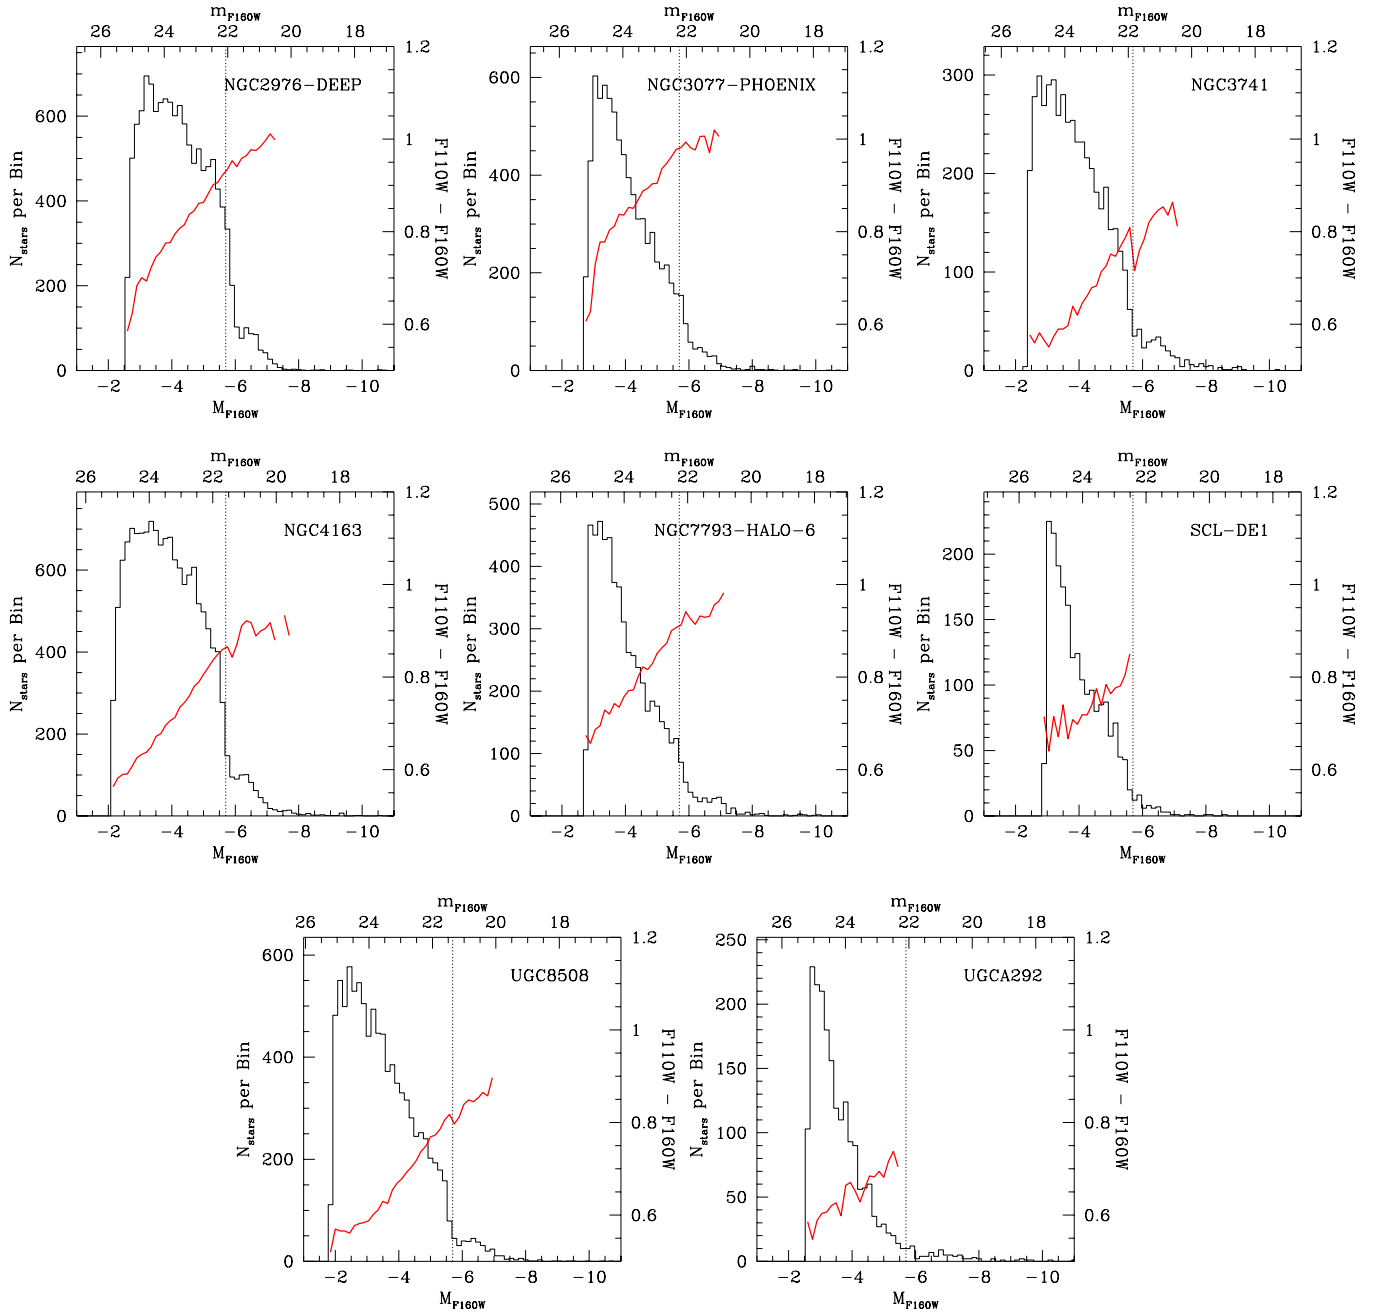 m_F160W
26 24 22 20 18
NGC2976-DEEP
N_stars per Bin
600
400
200
0
1.2
1
0.8
0.6
F110W - F160W
-2 -4 -6 -8 -10
M_F160W
m_F160W
26 24 22 20 18
NGC3077-PHOENIX
N_stars per Bin
600
400
200
0
1.2
1
0.8
0.6
F110W - F160W
-2 -4 -6 -8 -10
M_F160W
m_F160W
26 24 22 20 18
NGC3741
N_stars per Bin
300
200
100
0
1.2
1
0.8
0.6
F110W - F160W
-2 -4 -6 -8 -10
M_F160W
m_F160W
26 24 22 20 18
NGC4163
N_stars per Bin
600
400
200
0
1.2
1
0.8
0.6
F110W - F160W
-2 -4 -6 -8 -10
M_F160W
m_F160W
26 24 22 20 18
NGC7793-HALO-6
N_stars per Bin
500
400
300
200
100
0
1.2
1
0.8
0.6
F110W - F160W
-2 -4 -6 -8 -10
M_F160W
m_F160W
26 24 22 20 18
SCL-DE1
N_stars per Bin
200
150
100
50
0
1.2
1
0.8
0.6
F110W - F160W
-2 -4 -6 -8 -10
M_F160W
m_F160W
26 24 22 20 18
UGC8508
N_stars per Bin
600
400
200
0
1.2
1
0.8
0.6
F110W - F160W
-2 -4 -6 -8 -10
M_F160W
m_F160W
26 24 22 20 18
UGCA292
N_stars per Bin
250
200
150
100
50
0
1.2
1
0.8
0.6
F110W - F160W
-2 -4 -6 -8 -10
M_F160W